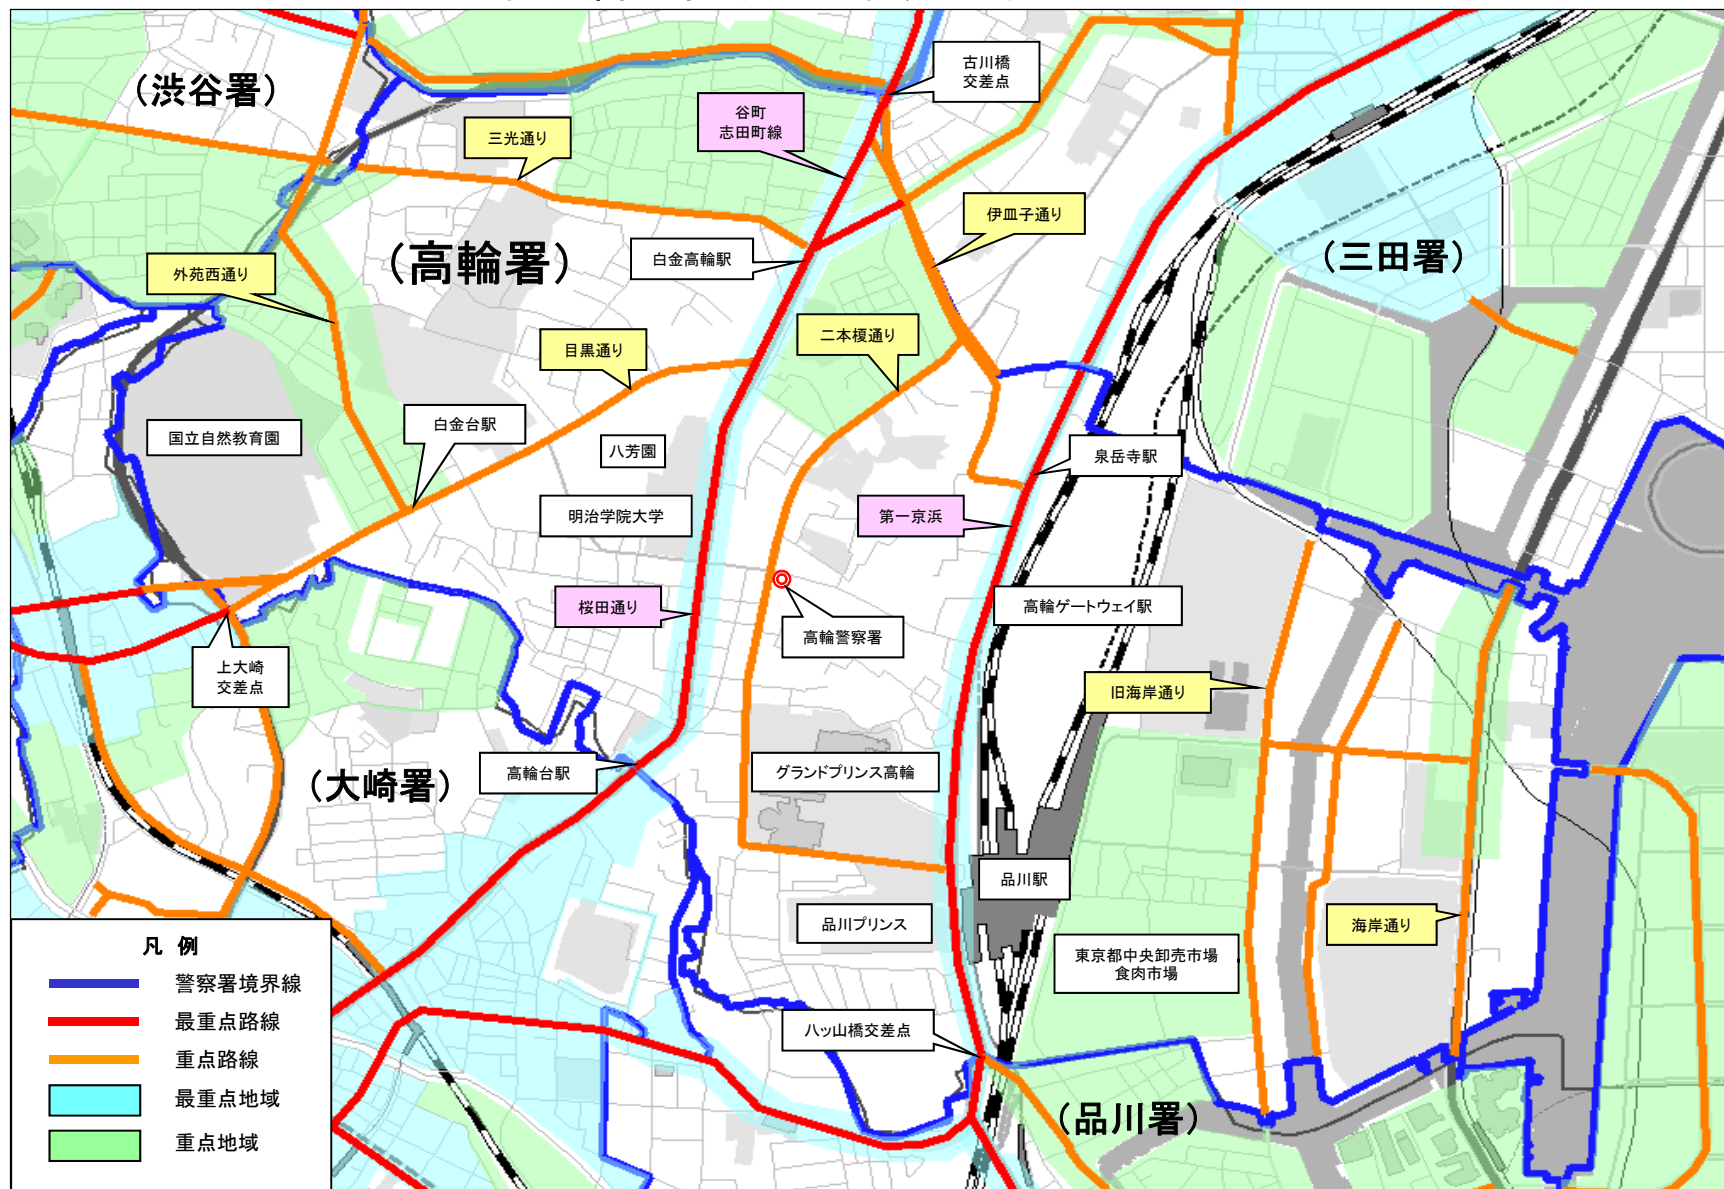 (渋谷署)
古川橋
交差点
谷町
志田町線
三光通り
伊皿子通り
(高輪署)
白金高輪駅
(三田署)
外苑西通り
目黒通り
二本榎通り
白金台駅
国立自然教育園
八芳園
泉岳寺駅
明治学院大学
第一京浜
桜田通り
高輪ゲートウェイ駅
高輪警察署
上大崎
交差点
旧海岸通り
(大崎署)
高輪台駅
グランドプリンス高輪
品川駅
品川プリンス
海岸通り
東京都中央卸売市場
食肉市場
八ッ山橋交差点
(品川署)
凡 例
警察署境界線
最重点路線
重点路線
最重点地域
重点地域